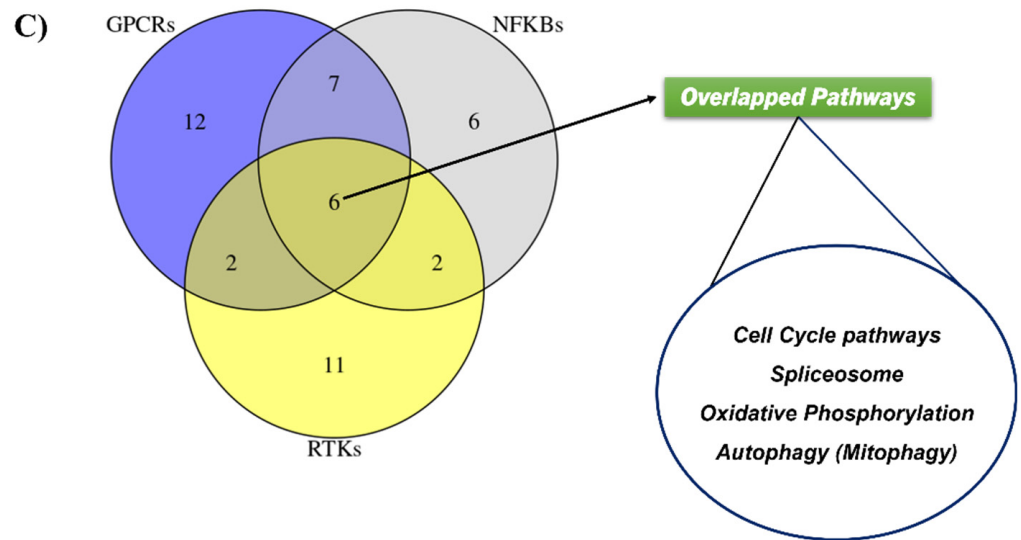 C)
GPCRs
NFKBs
7
12
6
6
2
2
11
RTKs
Overlapped Pathways
Cell Cycle pathways
Spliceosome
Oxidative Phosphorylation
Autophagy (Mitophagy)